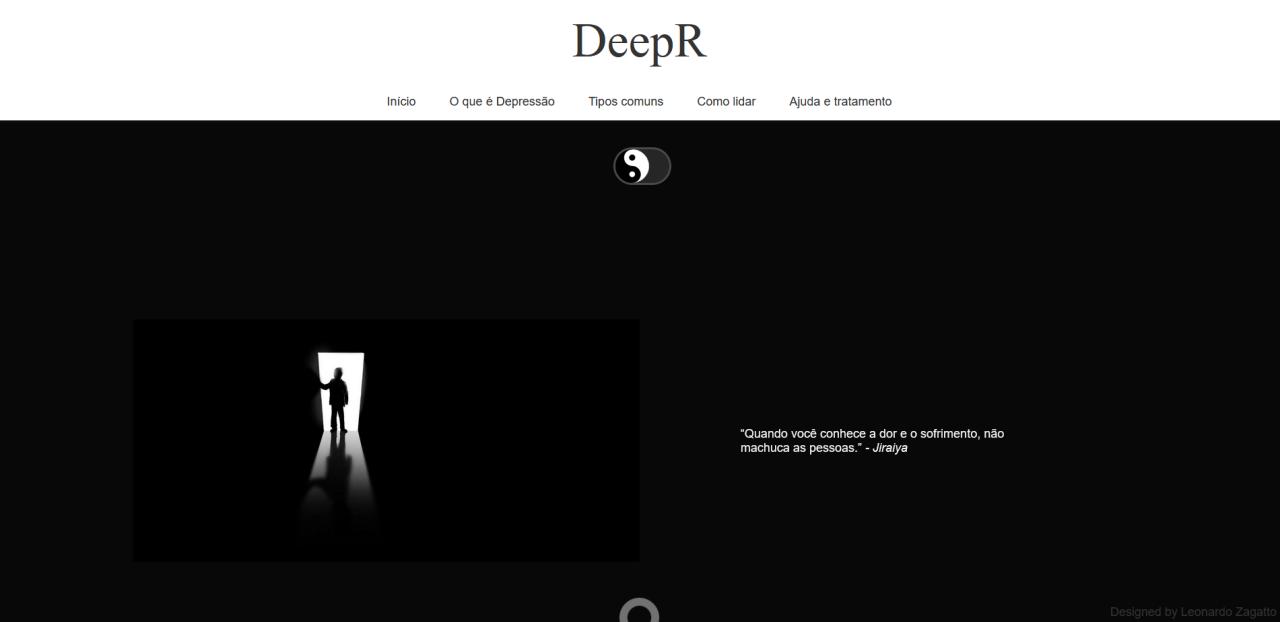 DeepR
Início O que é Depressão Tipos comuns Como lidar Ajuda e tratamento
“Quando você conhece a dor e o sofrimento, não
machuca as pessoas.” - Jiraiya
Designed by Leonardo Zagatto